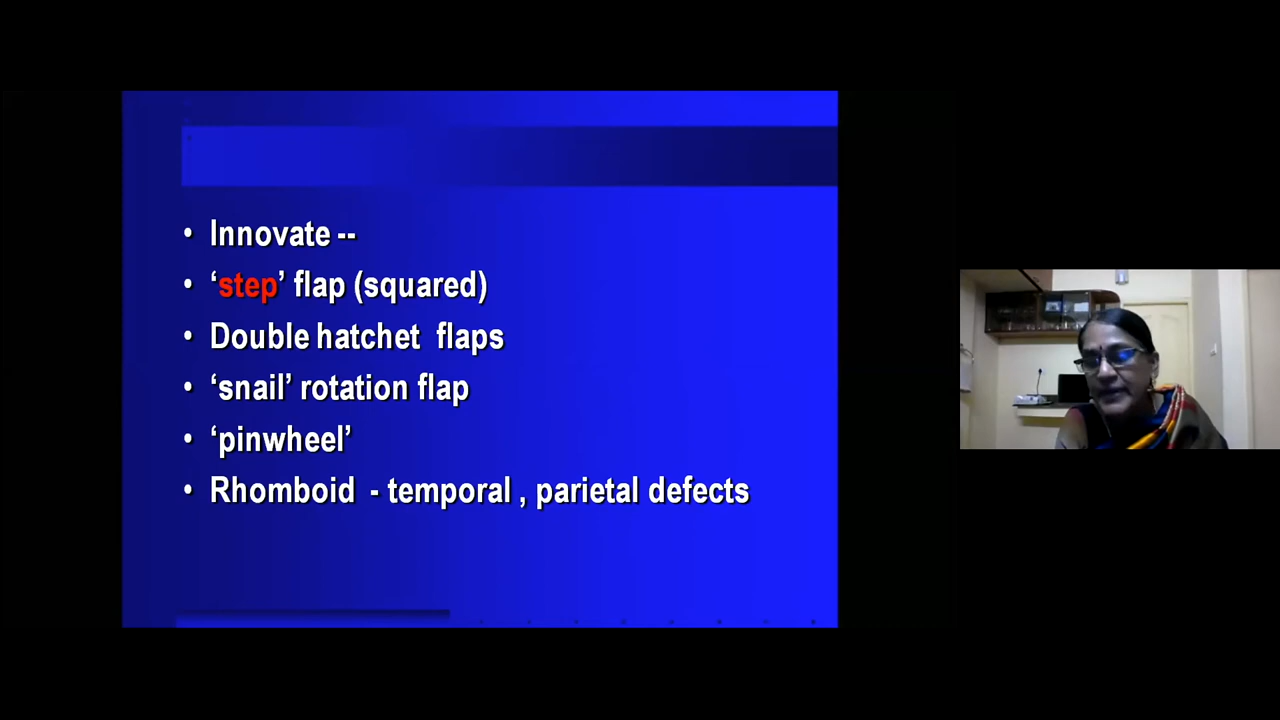 • Innovate --
• ‘step’ flap (squared)
• Double hatchet flaps
• ‘snail’ rotation flap
• ‘pinwheel’
• Rhomboid - temporal , parietal defects